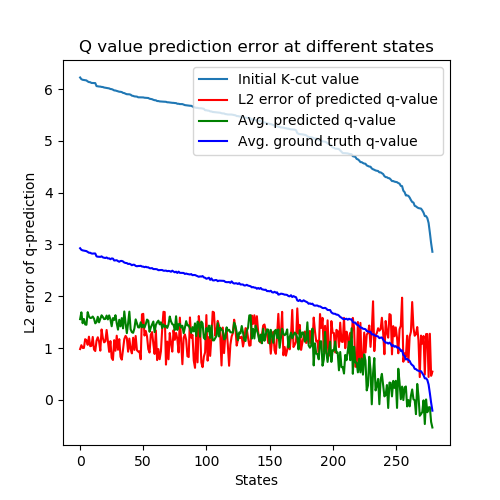 Q value prediction error at different states
Initial K-cut value
L2 error of predicted q-value
Avg. predicted q-value
Avg. ground truth q-value
L2 error of q-prediction
6
5
4
3
2
1
0
0 50 100 150 200 250
States